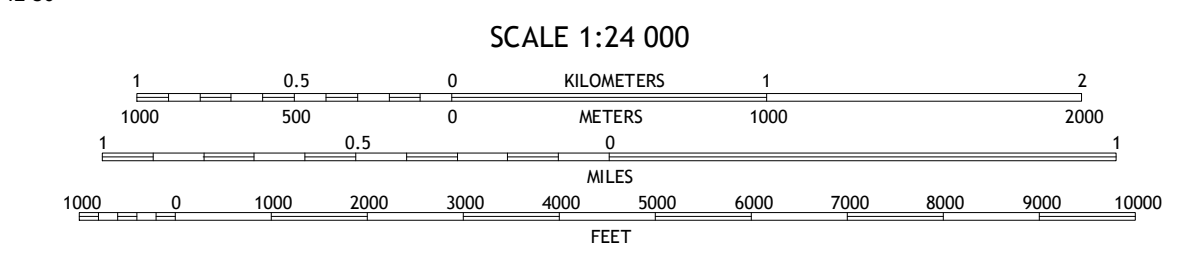 SCALE 1:24 000
1 0.5 0 KILOMETERS 1 2
1000 500 0 METERS 1000 2000
1 0.5 0 1
MILES
1000 0 1000 2000 3000 4000 5000 6000 7000 8000 9000 10000
FEET